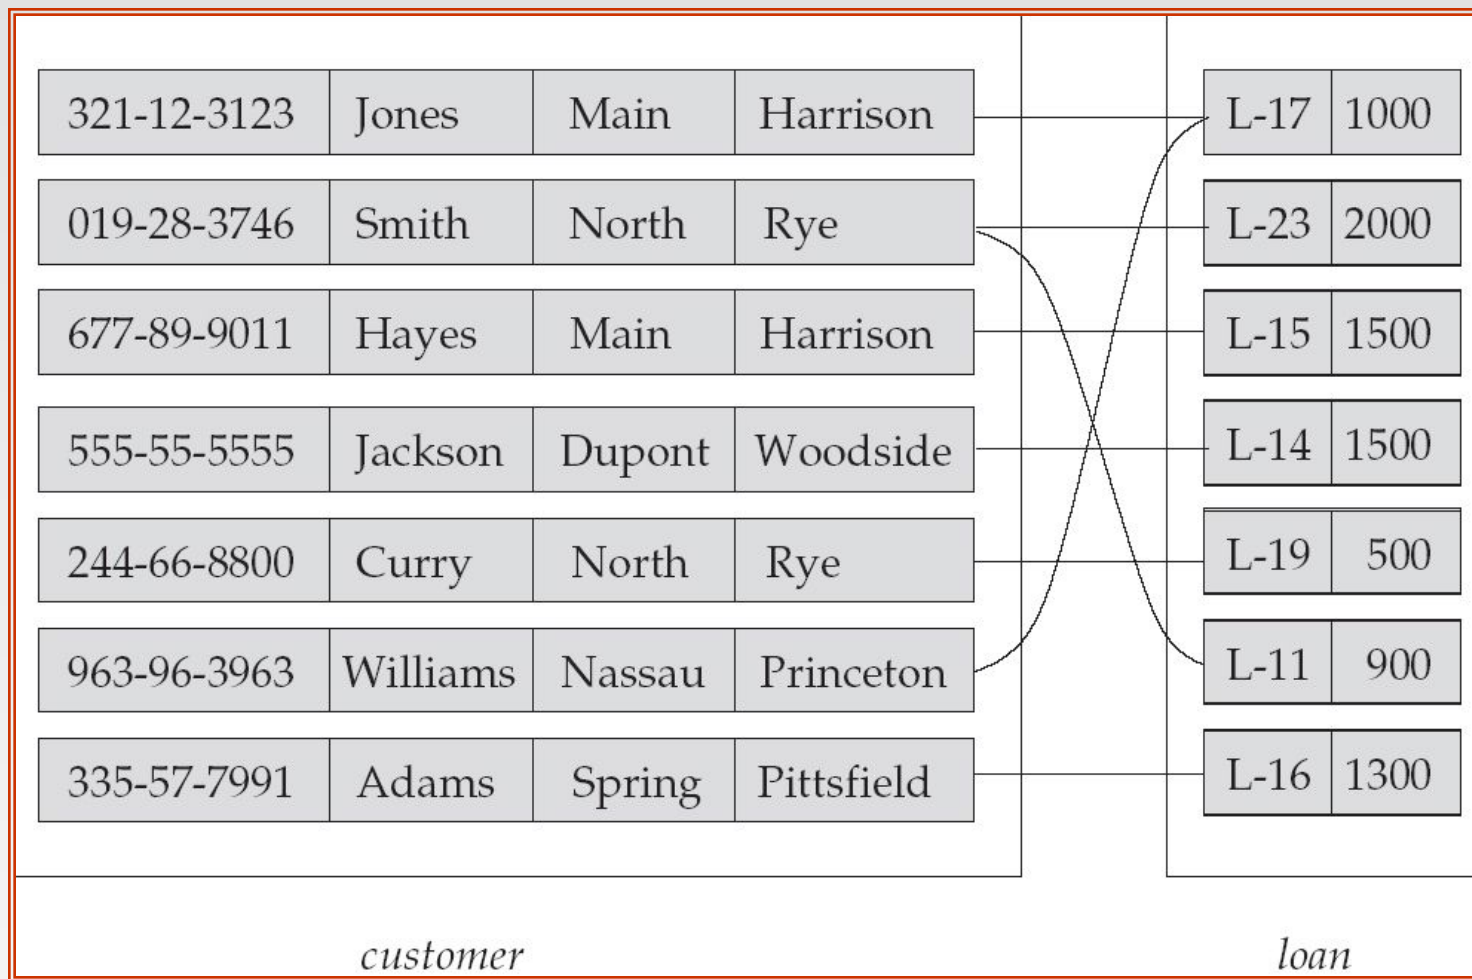 321-12-3123 Jones Main Harrison L-17 1000
019-28-3746 Smith North Rye L-23 2000
677-89-9011 Hayes Main Harrison L-15 1500
555-55-5555 Jackson Dupont Woodside L-14 1500
244-66-8800 Curry North Rye L-19 500
963-96-3963 Williams Nassau Princeton L-11 900
335-57-7991 Adams Spring Pittsfield L-16 1300
customer loan